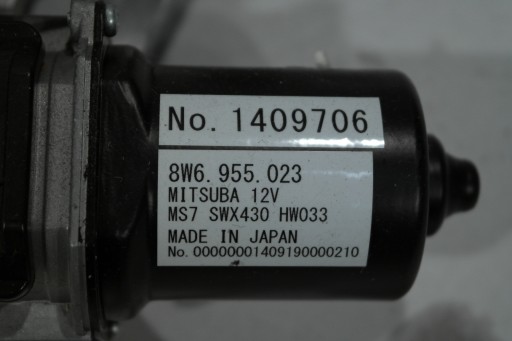 No. 1409706
8W6.955.023
MITSUBA 12V
MS7 SWX430 HW033
MADE IN JAPAN
No. 00000001409190000210